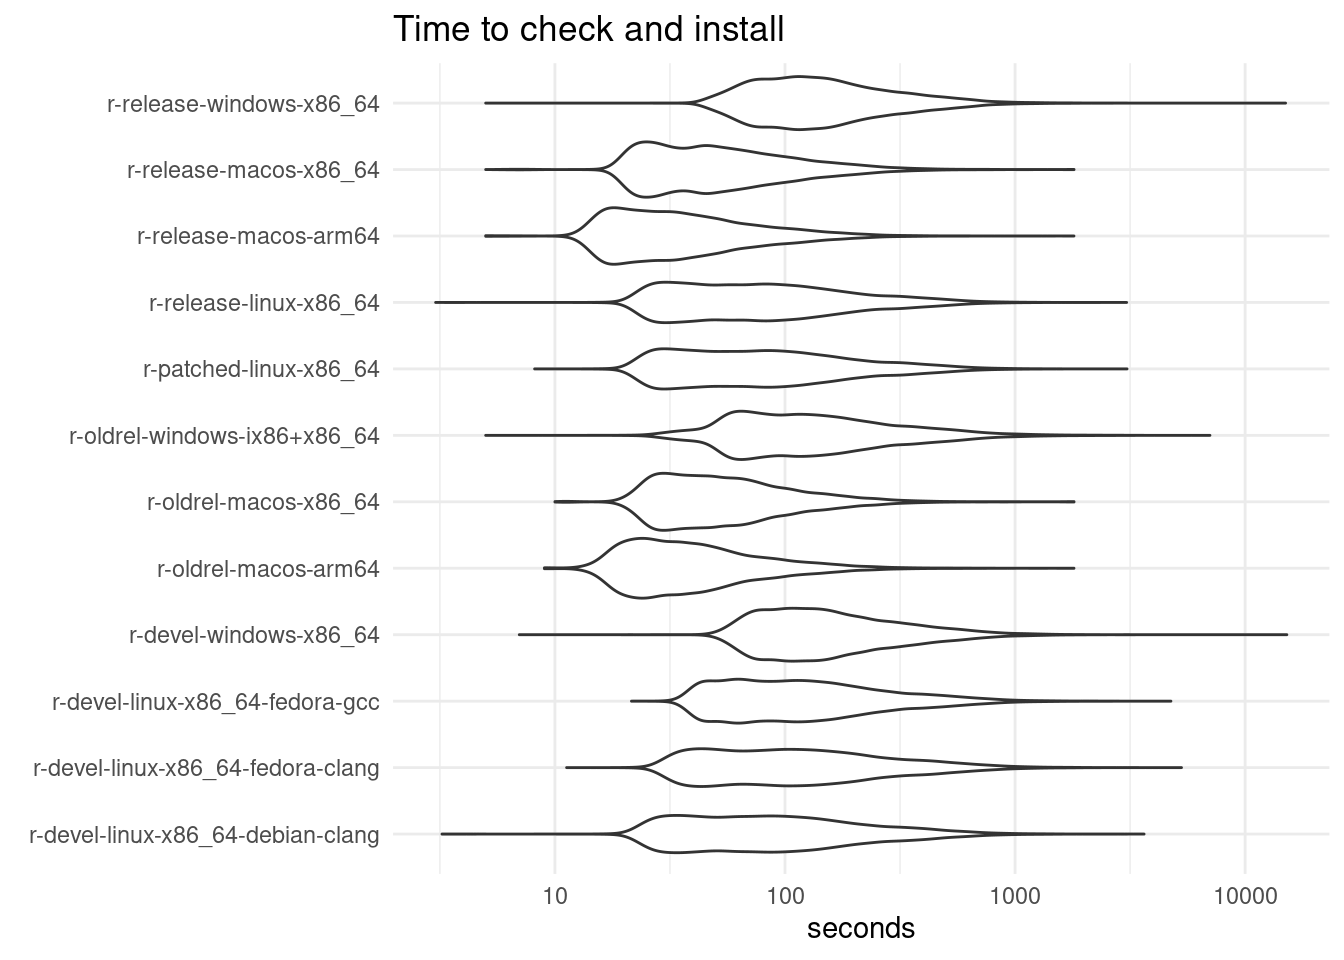 Time to check and install
r-release-windows-x86_64
r-release-macos-x86_64
r-release-macos-arm64
r-release-linux-x86_64
r-patched-linux-x86_64
r-oldrel-windows-ix86+x86_64
r-oldrel-macos-x86_64
r-oldrel-macos-arm64
r-devel-windows-x86_64
r-devel-linux-x86_64-fedora-gcc
r-devel-linux-x86_64-fedora-clang
r-devel-linux-x86_64-debian-clang
10 100 1000 10000
seconds